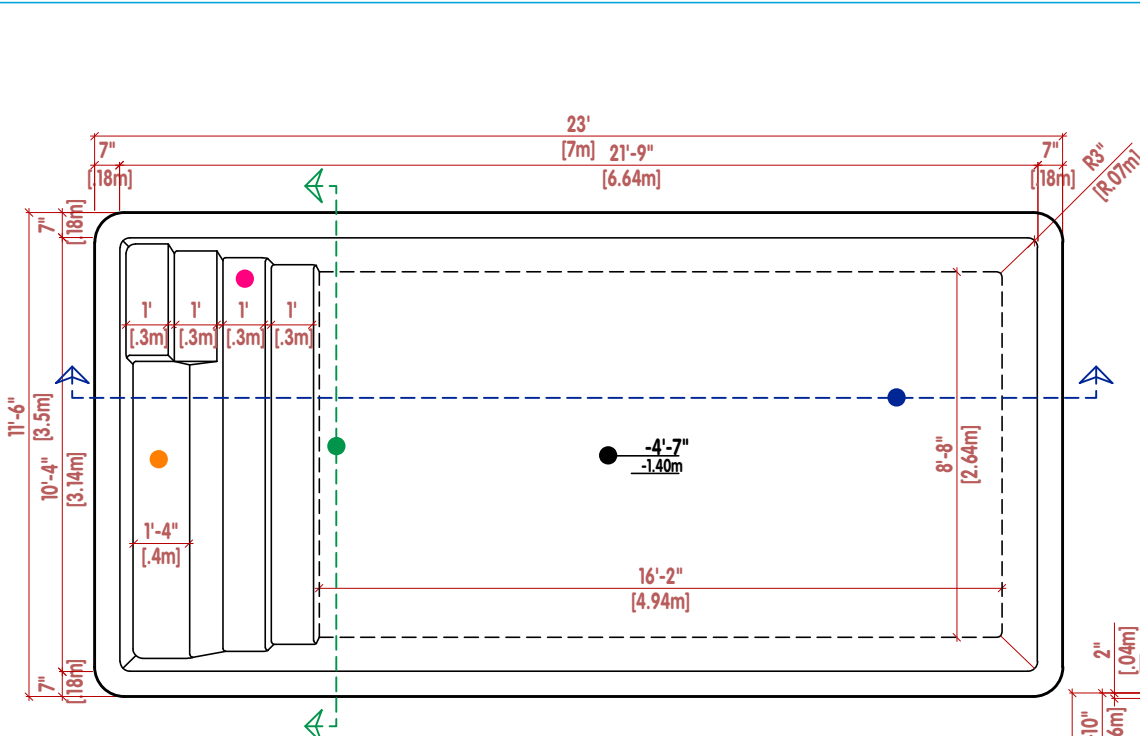 23'
[7m]
7"
[.18m]
21'-9"
[6.64m]
7"
[.18m]
R3"
[R.07m]
7"
[.18m]
1'
[.3m]
1'
[.3m]
1'
[.3m]
1'
[.3m]
11'-6"
[3.5m]
10'-4"
[3.14m]
-4'-7"
-1.40m
8'-8"
[2.64m]
1'-4"
[.4m]
16'-2"
[4.94m]
7"
[.18m]
2"
[.04m]